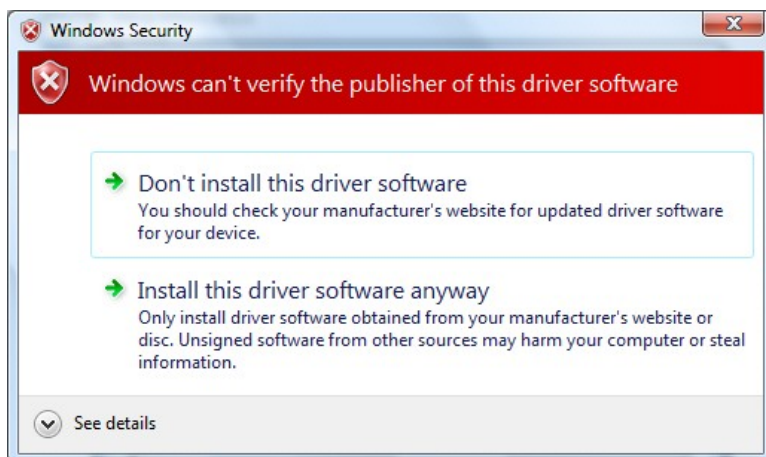 Windows Security
Windows can't verify the publisher of this driver software
Don't install this driver software
You should check your manufacturer's website for updated driver software
for your device.
Install this driver software anyway
Only install driver software obtained from your manufacturer's website or
disc. Unsigned software from other sources may harm your computer or steal
information.
See details